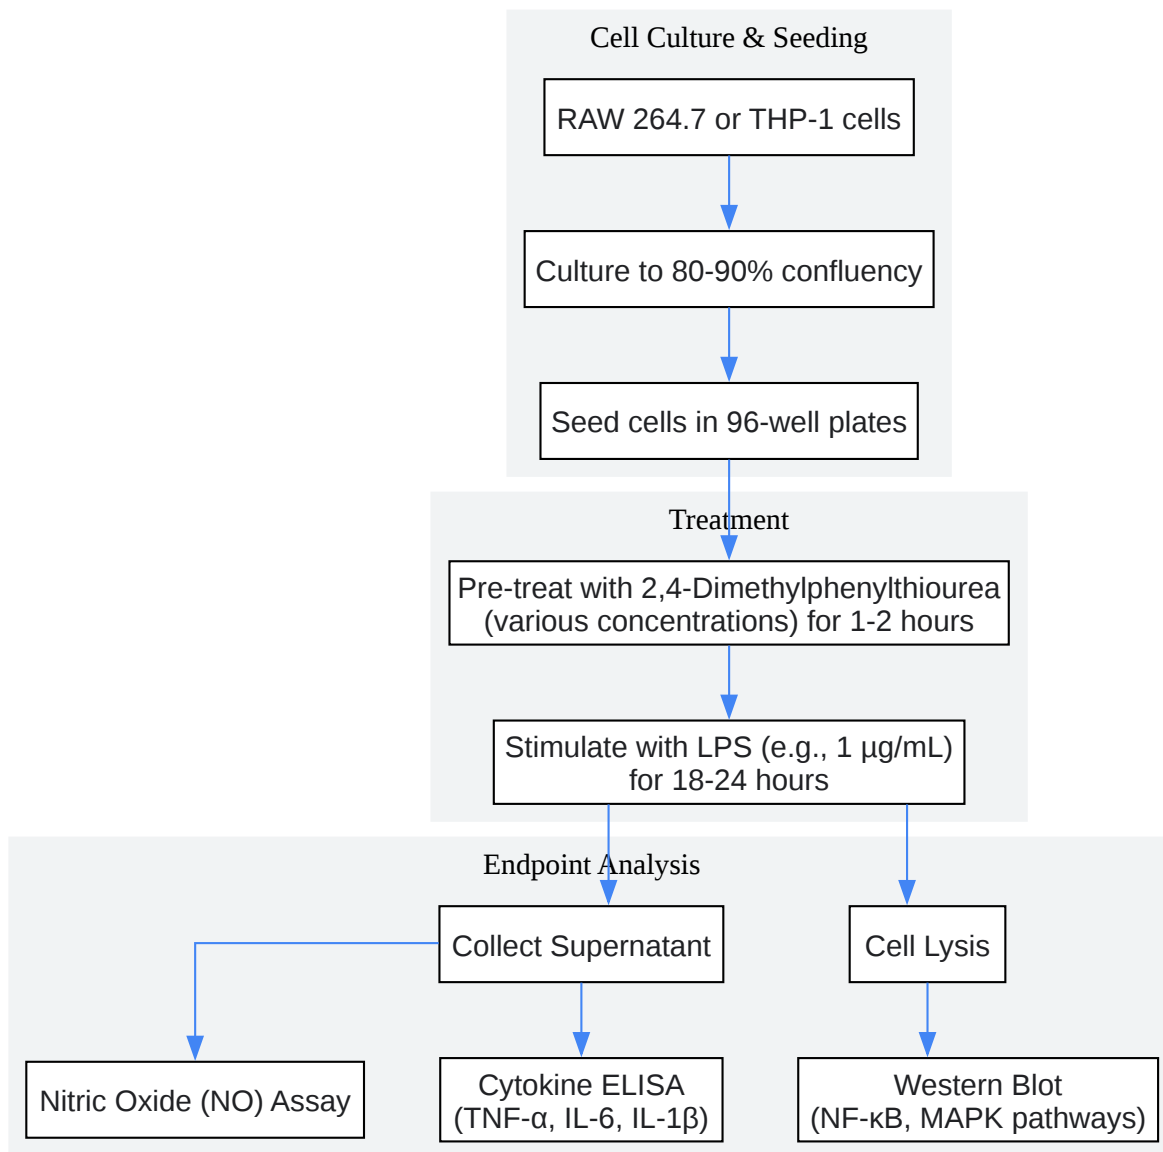 Cell Culture & Seeding
RAW 264.7 or THP-1 cells
Culture to 80-90% confluency
Seed cells in 96-well plates
Treatment
Pre-treat with 2,4-Dimethylphenylthiourea
(various concentrations) for 1-2 hours
Stimulate with LPS (e.g., 1 µg/mL)
for 18-24 hours
Endpoint Analysis
Collect Supernatant
Cell Lysis
Nitric Oxide (NO) Assay
Cytokine ELISA
(TNF-α, IL-6, IL-1β)
Western Blot
(NF-κB, MAPK pathways)